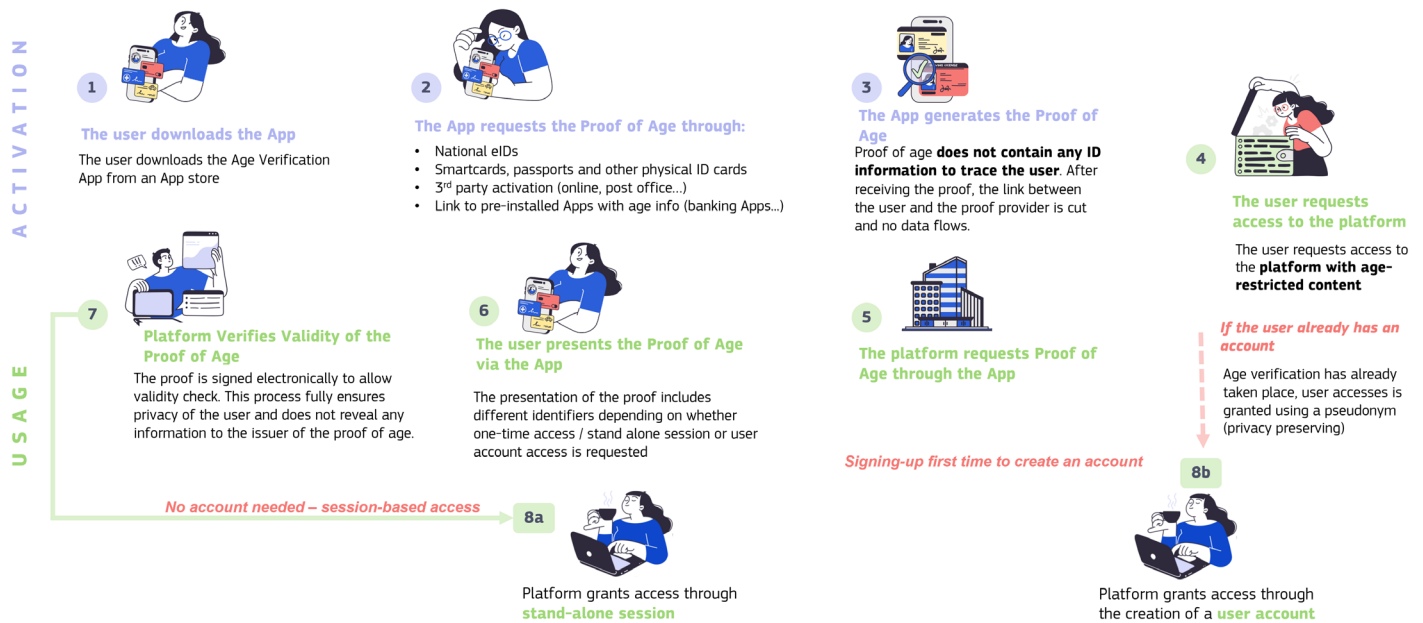 ACTIVATION
1
The user downloads the App
The user downloads the Age Verification
App from an App store
2
The App requests the Proof of Age through:
• National eIDs
• Smartcards, passports and other physical ID cards
• 3rd party activation (online, post office...)
• Link to pre-installed Apps with age info (banking Apps...)
3
The App generates the Proof of
Age
Proof of age does not contain any ID
information to trace the user. After
receiving the proof, the link between
the user and the proof provider is cut
and no data flows.
4
The user requests
access to the platform
The user requests access to
the platform with age-
restricted content
USAGE
5
The platform requests Proof of
Age through the App
6
The user presents the Proof of Age
via the App
The presentation of the proof includes
different identifiers depending on whether
one-time access / stand alone session or user
account access is requested
7
Platform Verifies Validity of the
Proof of Age
The proof is signed electronically to allow
validity check. This process fully ensures
privacy of the user and does not reveal any
information to the issuer of the proof of age.
If the user already has an
account
Age verification has already
taken place, user accesses is
granted using a pseudonym
(privacy preserving)
No account needed – session-based access
8a
Platform grants access through
stand-alone session
Signing-up first time to create an account
8b
Platform grants access through
the creation of a user account